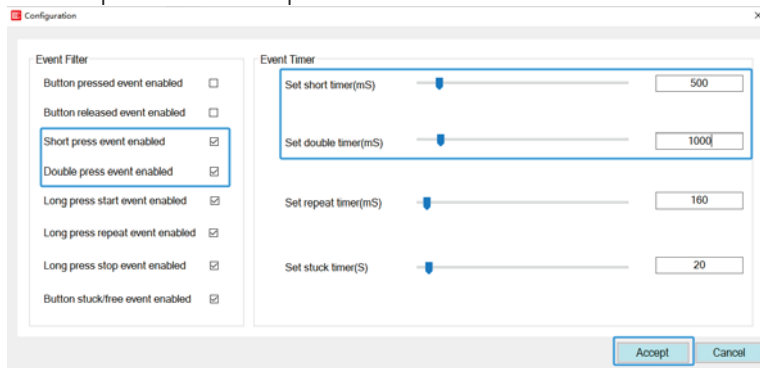 Configuration
Event Filter
Button pressed event enabled
Button released event enabled
Short press event enabled
Double press event enabled
Long press start event enabled
Long press repeat event enabled
Long press stop event enabled
Button stuck/free event enabled
Event Timer
Set short timer(mS) 500
Set double timer(mS) 1000
Set repeat timer(mS) 160
Set stuck timer(S) 20
Accept Cancel